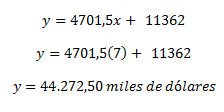 y = 4701,5x + 11362
y = 4701,5(7) + 11362
y = 44.272,50 miles de dólares